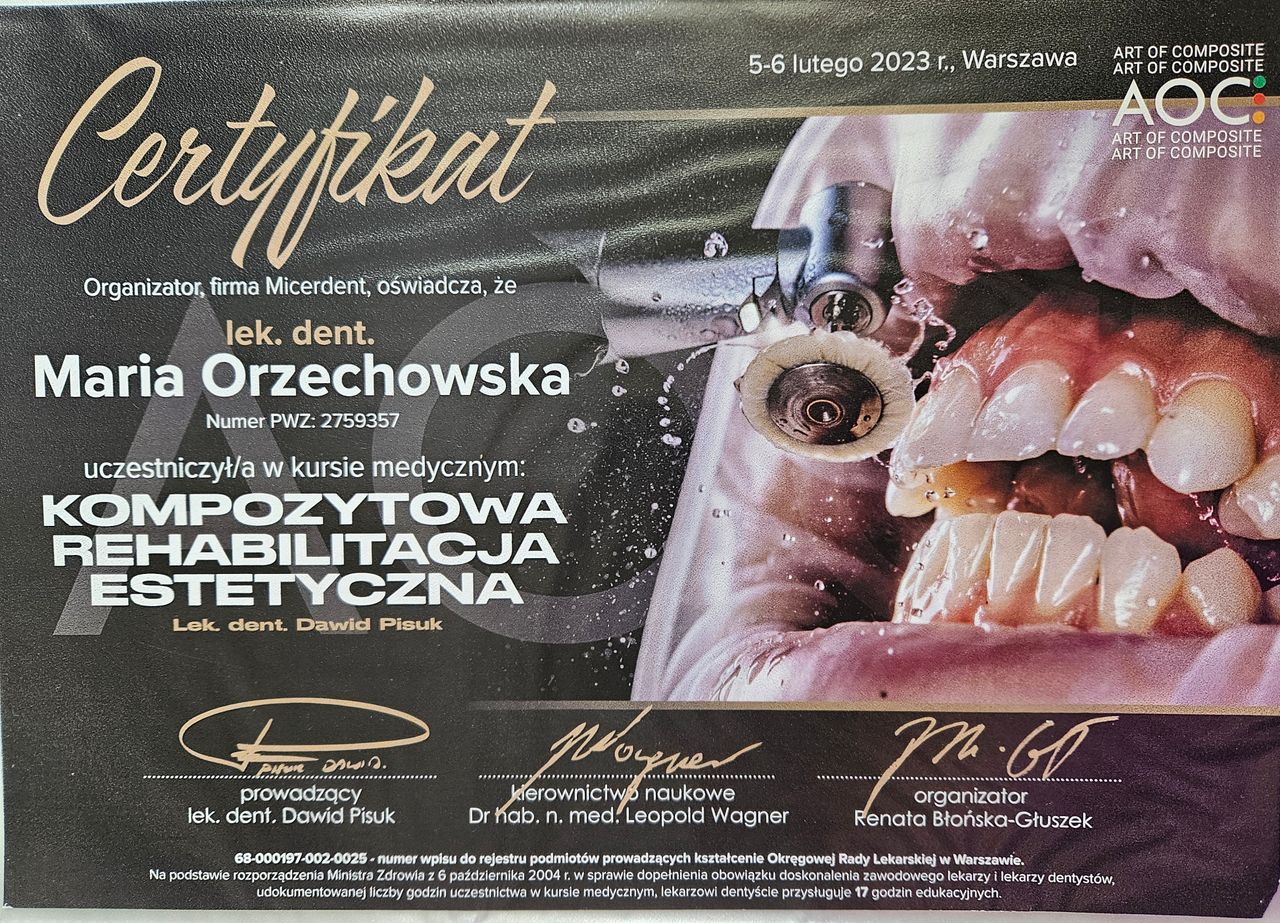 Certyfikat
5-6 lutego 2023 r., Warszawa
ART OF COMPOSITE
ART OF COMPOSITE
AOC
ART OF COMPOSITE
ART OF COMPOSITE
Organizator, firma Micerdent, oświadcza, że
lek. dent.
Maria Orzechowska
Numer PWZ: 2759357
uczestniczył/a w kursie medycznym:
KOMPOZYTOWA
REHABILITACJA
ESTETYCZNA
Lek. dent. Dawid Pisuk
PISUK DAWID.
prowadzący
lek. dent. Dawid Pisuk
Wagner
kierownictwo naukowe
Dr hab. n. med. Leopold Wagner
organizator
Renata Błońska-Głuszek
68-000197-002-0025 - numer wpisu do rejestru podmiotów prowadzących kształcenie Okręgowej Rady Lekarskiej w Warszawie.
Na podstawie rozporządzenia Ministra Zdrowia z 6 października 2004 r. w sprawie dopełnienia obowiązku doskonalenia zawodowego lekarzy i lekarzy dentystów,
udokumentowanej liczby godzin uczestnictwa w kursie medycznym, lekarzowi dentyście przysługuje 17 godzin edukacyjnych.